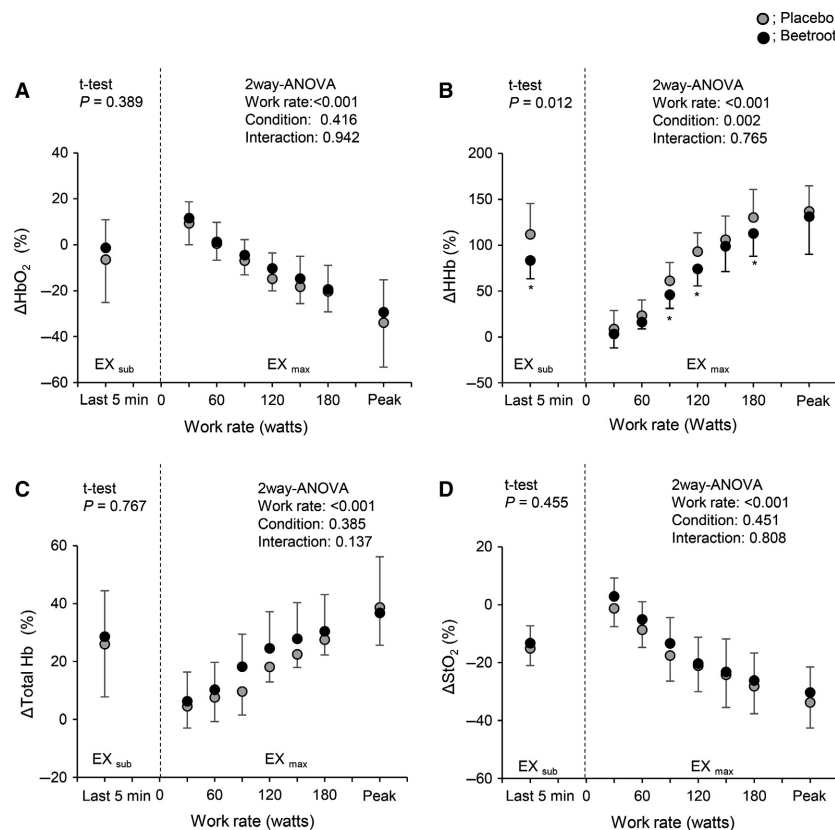 ; Placebo
; Beetroot
A
t-test
P = 0.389
2way-ANOVA
Work rate:<0.001
Condition: 0.416
Interaction: 0.942
40
20
0
–20
–40
–60
ΔHbO2 (%)
EX sub
EX max
Last 5 min 0 60 120 180 Peak
Work rate (watts)
B
t-test
P = 0.012
2way-ANOVA
Work rate: <0.001
Condition: 0.002
Interaction: 0.765
200
150
100
50
0
–50
ΔHHb (%)
*
*
*
*
EX sub
EX max
Last 5 min 0 60 120 180 Peak
Work rate (Watts)
C
t-test
P = 0.767
2way-ANOVA
Work rate: <0.001
Condition: 0.385
Interaction: 0.137
60
40
20
0
–20
ΔTotal Hb (%)
EX sub
EX max
Last 5 min 0 60 120 180 Peak
Work rate (watts)
D
t-test
P = 0.455
2way-ANOVA
Work rate: <0.001
Condition: 0.451
Interaction: 0.808
20
0
–20
–40
–60
ΔStO2 (%)
EX sub
EX max
Last 5 min 0 60 120 180 Peak
Work rate (watts)